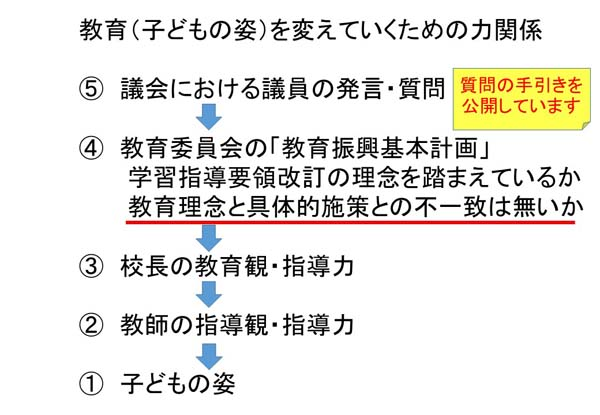 教育(子どもの姿)を変えていくための力関係
⑤ 議会における議員の発言・質問
質問の手引きを
公開しています
④ 教育委員会の「教育振興基本計画」
学習指導要領改訂の理念を踏まえているか
教育理念と具体的施策との不一致は無いか
③ 校長の教育観・指導力
② 教師の指導観・指導力
① 子どもの姿